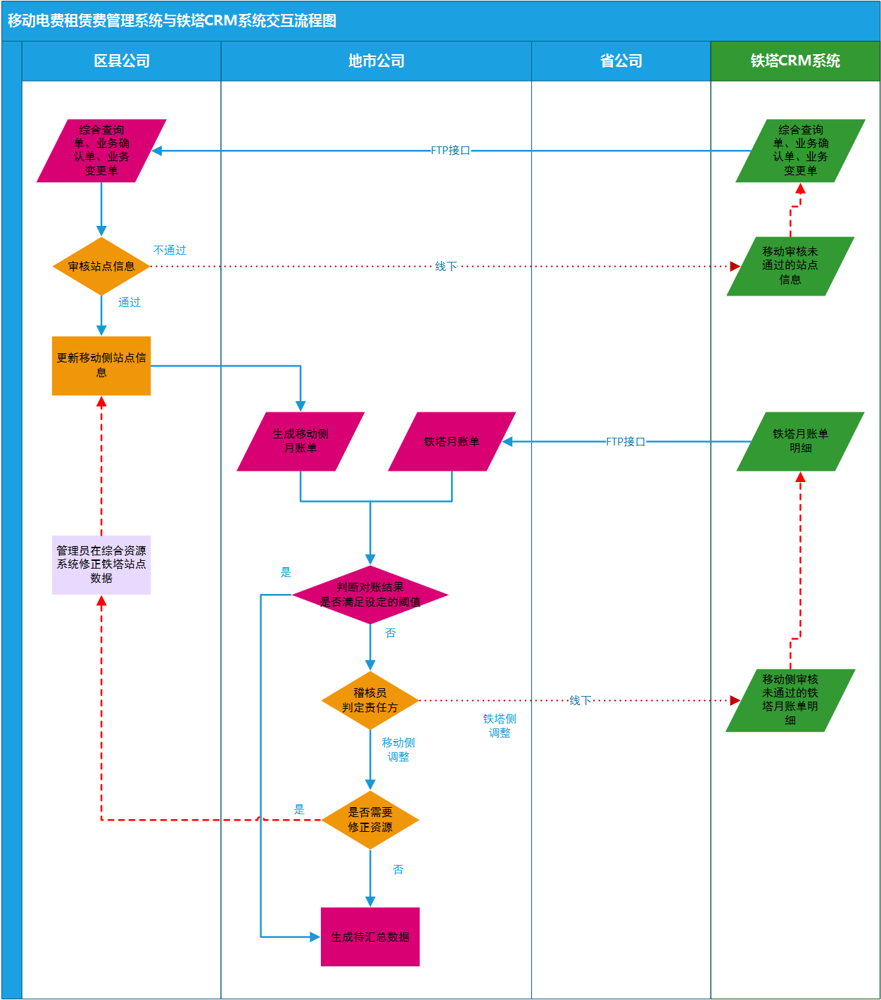 移动电费租赁费管理系统与铁塔CRM系统交互流程图
区县公司
地市公司
省公司
铁塔CRM系统
综合查询
单、业务确
认单、业务
变更单
FTP接口
综合查询
单、业务确
认单、业务
变更单
审核站点信息
不通过
线下
移动审核未
通过的站点
信息
通过
更新移动侧站点信
息
生成移动侧
月账单
铁塔月账单
FTP接口
铁塔月账单
明细
管理员在综合资源
系统修正铁塔站点
数据
是
判断对账结果
是否满足设定的阈值
否
稽核员
判定责任方
线下
铁塔侧
调整
移动侧审核
未通过的铁
塔月账单明
细
移动侧
调整
是
是否需要
修正资源
否
生成待汇总数据